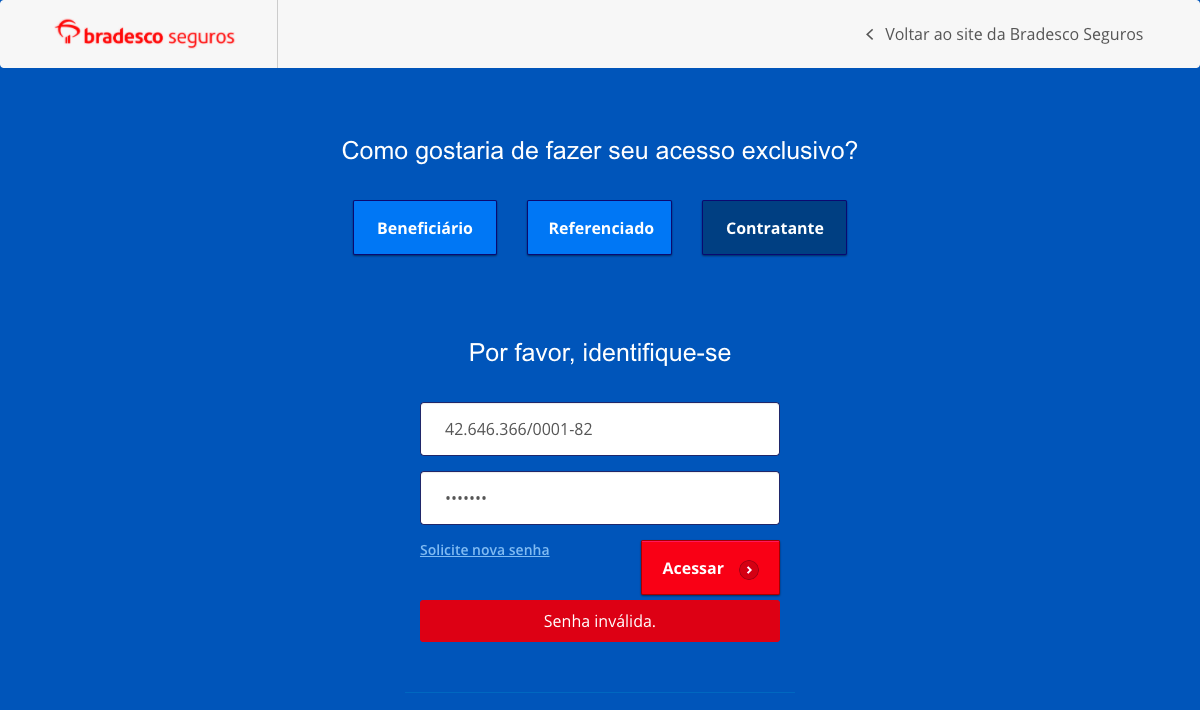 bradesco seguros
Voltar ao site da Bradesco Seguros
Como gostaria de fazer seu acesso exclusivo?
Beneficiário
Referenciado
Contratante
Por favor, identifique-se
42.646.366/0001-82
•••••••
Solicite nova senha
Acessar
Senha inválida.